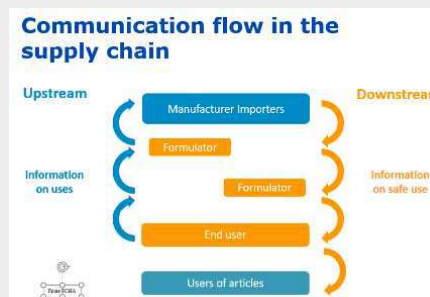 Communication flow in the
supply chain
Upstream
Downstream
Manufacturer Importers
Formulator
Information
on uses
Information
on safe use
Formulator
End user
Users of articles